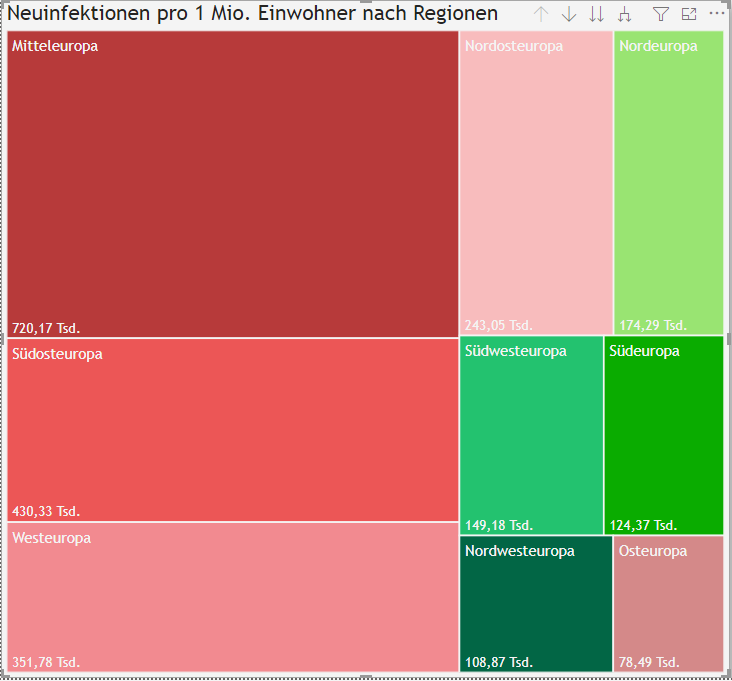 Neuinfektionen pro 1 Mio. Einwohner nach Regionen
Mitteleuropa
720,17 Tsd.
Südosteuropa
430,33 Tsd.
Westeuropa
351,78 Tsd.
Nordosteuropa
243,05 Tsd.
Nordeuropa
174,29 Tsd.
Südwesteuropa
149,18 Tsd.
Südeuropa
124,37 Tsd.
Nordwesteuropa
108,87 Tsd.
Osteuropa
78,49 Tsd.